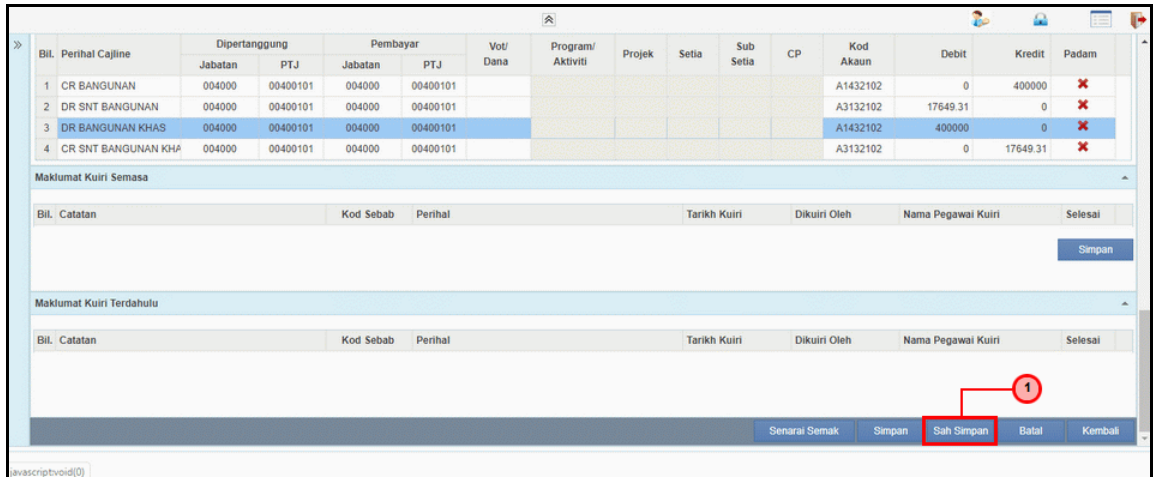 Bil. Perihal Cajline Dipertanggung Pembayar Vot/ Dana Program/ Aktiviti Projek Setia Sub Setia CP Kod Akaun Debit Kredit Padam
Jabatan PTJ Jabatan PTJ
1 CR BANGUNAN 004000 00400101 004000 00400101 A1432102 0 400000
2 DR SNT BANGUNAN 004000 00400101 004000 00400101 A3132102 17649.31 0
3 DR BANGUNAN KHAS 004000 00400101 004000 00400101 A1432102 400000 0
4 CR SNT BANGUNAN KHA 004000 00400101 004000 00400101 A3132102 0 17649.31
Maklumat Kuiri Semasa
Bil. Catatan Kod Sebab Perihal Tarikh Kuiri Dikuiri Oleh Nama Pegawai Kuiri Selesai
Simpan
Maklumat Kuiri Terdahulu
Bil. Catatan Kod Sebab Perihal Tarikh Kuiri Dikuiri Oleh Nama Pegawai Kuiri Selesai
1
Senarai Semak Simpan Sah Simpan Batal Kembali
javascript:void(0)